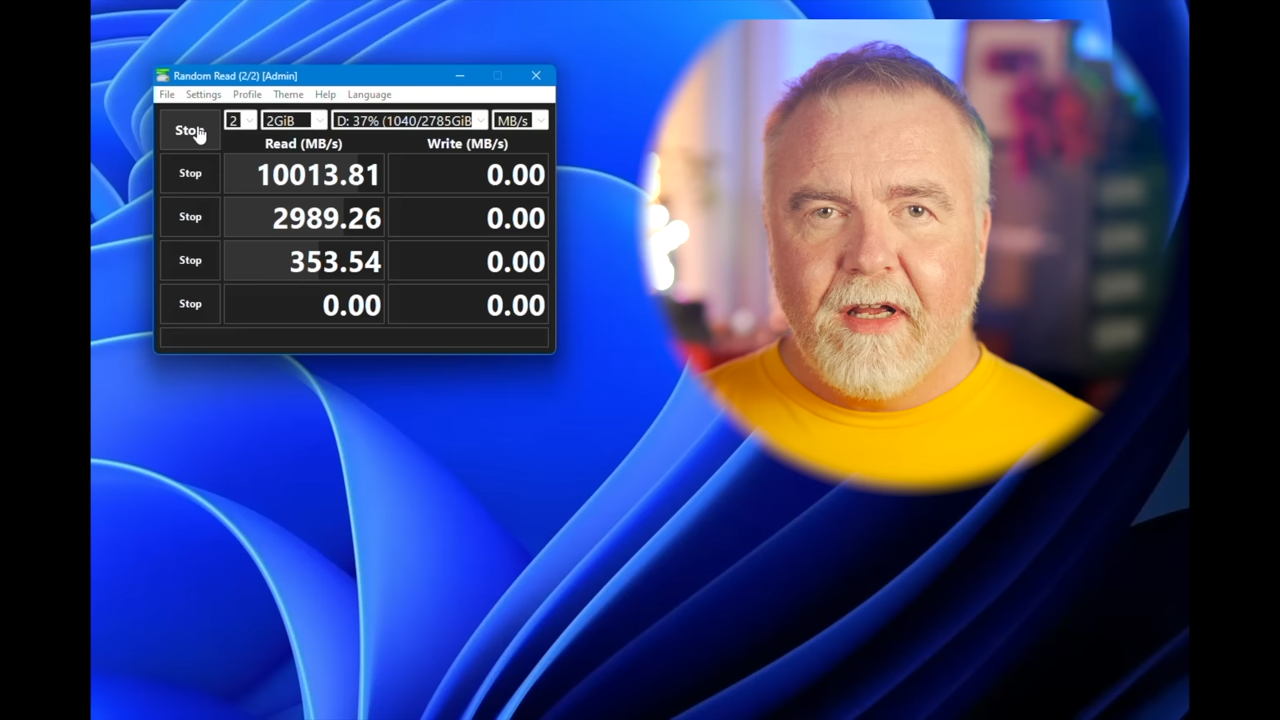 Random Read (2/2) [Admin]
File Settings Profile Theme Help Language
Stop 2 2GiB D: 37% (1040/2785GiB MB/s
Read (MB/s) Write (MB/s)
Stop 10013.81 0.00
Stop 2989.26 0.00
Stop 353.54 0.00
Stop 0.00 0.00